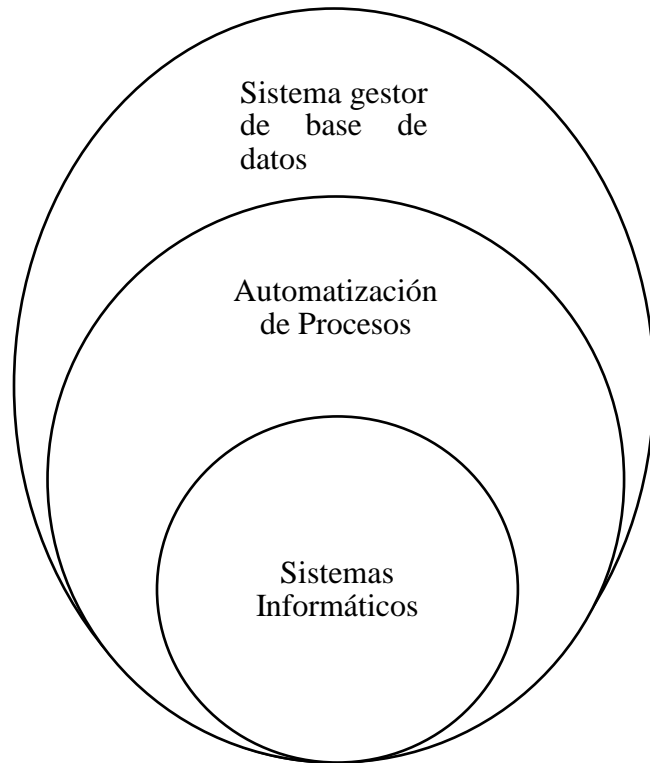 Sistema gestor
de base de
datos
Automatización
de Procesos
Sistemas
Informáticos